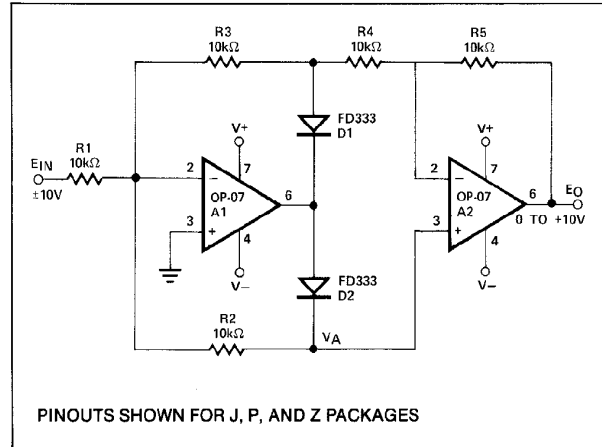 R3
10kΩ
R4
10kΩ
R5
10kΩ
FD333
D1
V+
7
V+
7
EIN
±10V
R1
10kΩ
2
−
OP-07
A1
6
3
+
4
V−
2
−
OP-07
A2
6
EO
0 TO +10V
3
+
4
V−
FD333
D2
R2
10kΩ
VA
PINOUTS SHOWN FOR J, P, AND Z PACKAGES